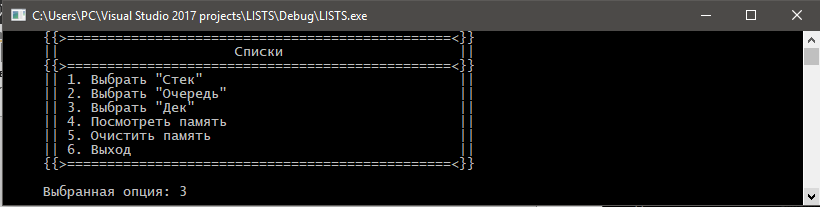 C:\Users\PC\Visual Studio 2017 projects\LISTS\Debug\LISTS.exe
{{>================================================<}}
||                      Списки                      ||
{{>================================================<}}
|| 1. Выбрать "Стек"                                ||
|| 2. Выбрать "Очередь"                             ||
|| 3. Выбрать "Дек"                                 ||
|| 4. Посмотреть память                             ||
|| 5. Очистить память                               ||
|| 6. Выход                                         ||
{{>================================================<}}
Выбранная опция: 3